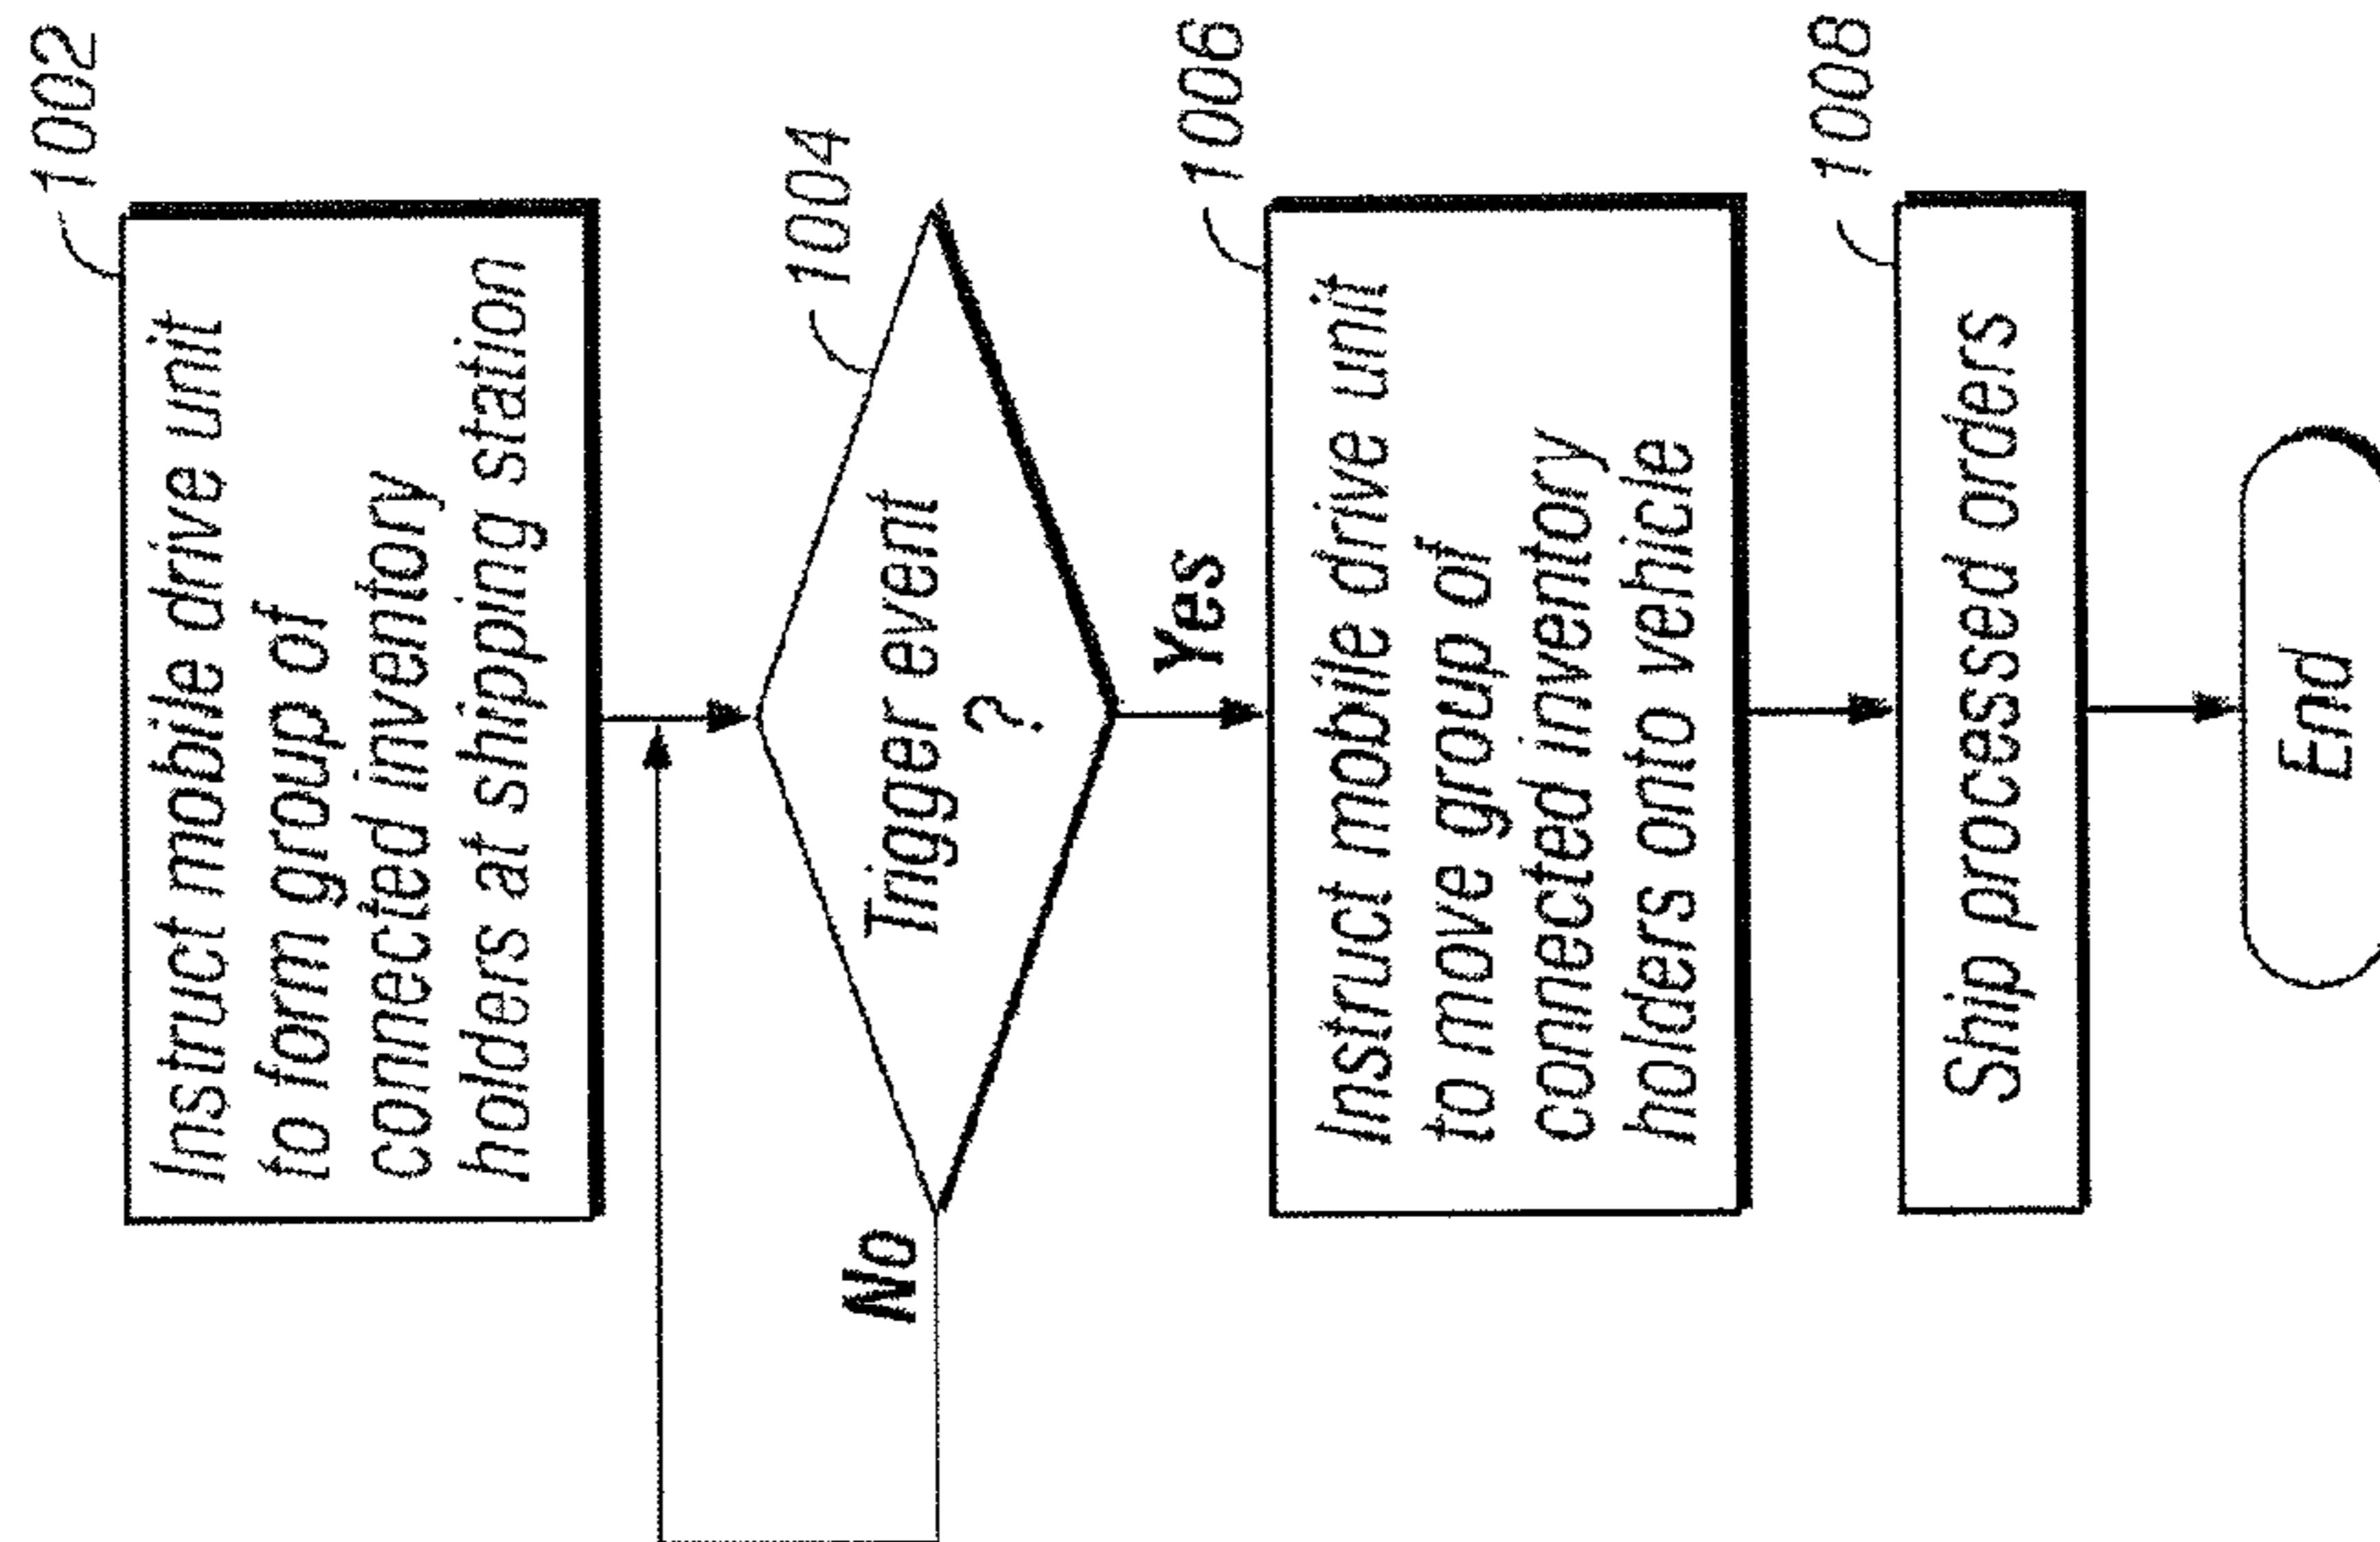 1002
Instruct mobile drive unit
to form group of
connected inventory
holders at shipping station
1004
Trigger event
?
No
Yes
1006
Instruct mobile drive unit
to move group of
connected inventory
holders onto vehicle
1008
Ship processed orders
End